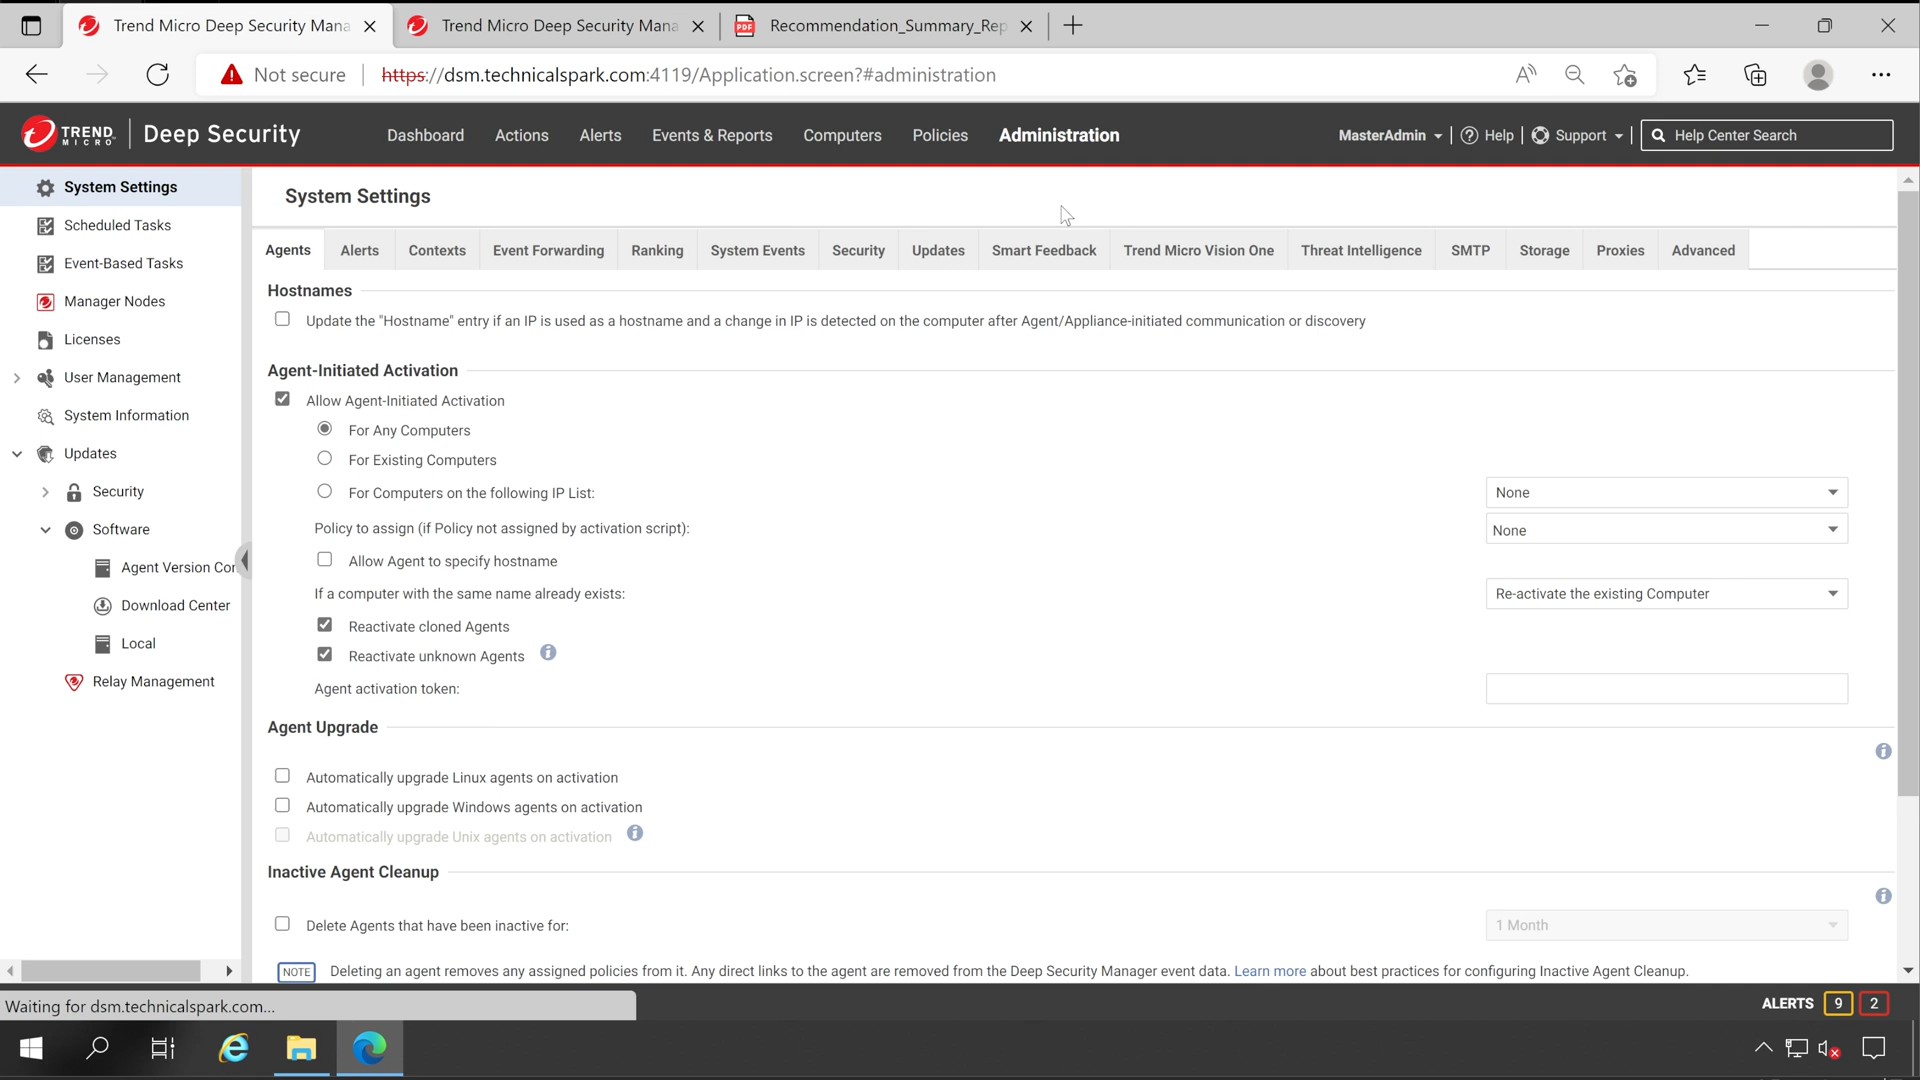 Trend Micro Deep Security Mana
Trend Micro Deep Security Mana
PDF
Recommendation_Summary_Rep
Not secure
https://dsm.technicalspark.com:4119/Application.screen?#administration
TREND MICRO
Deep Security
Dashboard
Actions
Alerts
Events & Reports
Computers
Policies
Administration
MasterAdmin
Help
Support
Help Center Search
System Settings
Scheduled Tasks
Event-Based Tasks
Manager Nodes
Licenses
User Management
System Information
Updates
Security
Software
Agent Version Cor
Download Center
Local
Relay Management
System Settings
Agents
Alerts
Contexts
Event Forwarding
Ranking
System Events
Security
Updates
Smart Feedback
Trend Micro Vision One
Threat Intelligence
SMTP
Storage
Proxies
Advanced
Hostnames
Update the "Hostname" entry if an IP is used as a hostname and a change in IP is detected on the computer after Agent/Appliance-initiated communication or discovery
Agent-Initiated Activation
Allow Agent-Initiated Activation
For Any Computers
For Existing Computers
For Computers on the following IP List:
None
Policy to assign (if Policy not assigned by activation script):
None
Allow Agent to specify hostname
If a computer with the same name already exists:
Re-activate the existing Computer
Reactivate cloned Agents
Reactivate unknown Agents
Agent activation token:
Agent Upgrade
Automatically upgrade Linux agents on activation
Automatically upgrade Windows agents on activation
Automatically upgrade Unix agents on activation
Inactive Agent Cleanup
Delete Agents that have been inactive for:
1 Month
NOTE
Deleting an agent removes any assigned policies from it. Any direct links to the agent are removed from the Deep Security Manager event data. Learn more about best practices for configuring Inactive Agent Cleanup.
Waiting for dsm.technicalspark.com...
ALERTS
9
2